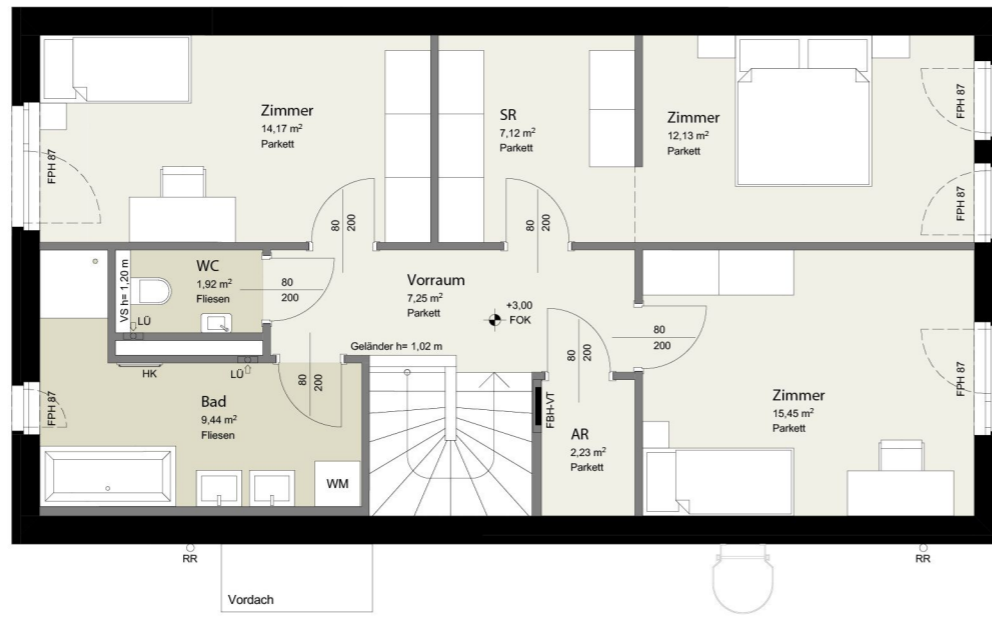 Zimmer
14,17 m²
Parkett
SR
7,12 m²
Parkett
Zimmer
12,13 m²
Parkett
FPH 87
FPH 87
FPH 87
80
200
80
200
WC
1,92 m²
Fliesen
VS h= 1,20 m
LÜ
80
200
Vorraum
7,25 m²
Parkett
+3,00
FOK
Geländer h= 1,02 m
80
200
80
200
HK
LÜ
80
200
FPH 87
FPH 87
Bad
9,44 m²
Fliesen
WM
FBH-VT
AR
2,23 m²
Parkett
Zimmer
15,45 m²
Parkett
RR
RR
Vordach